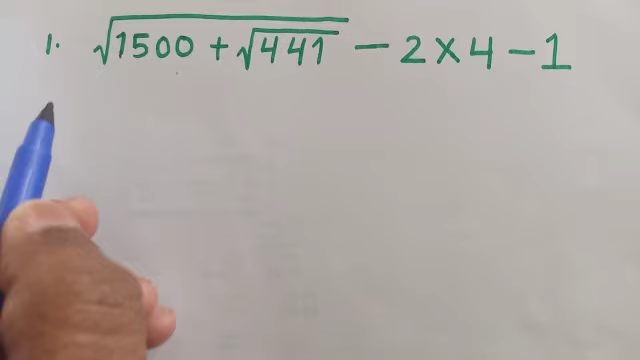 1. √(1500 + √441) - 2 x 4 - 1